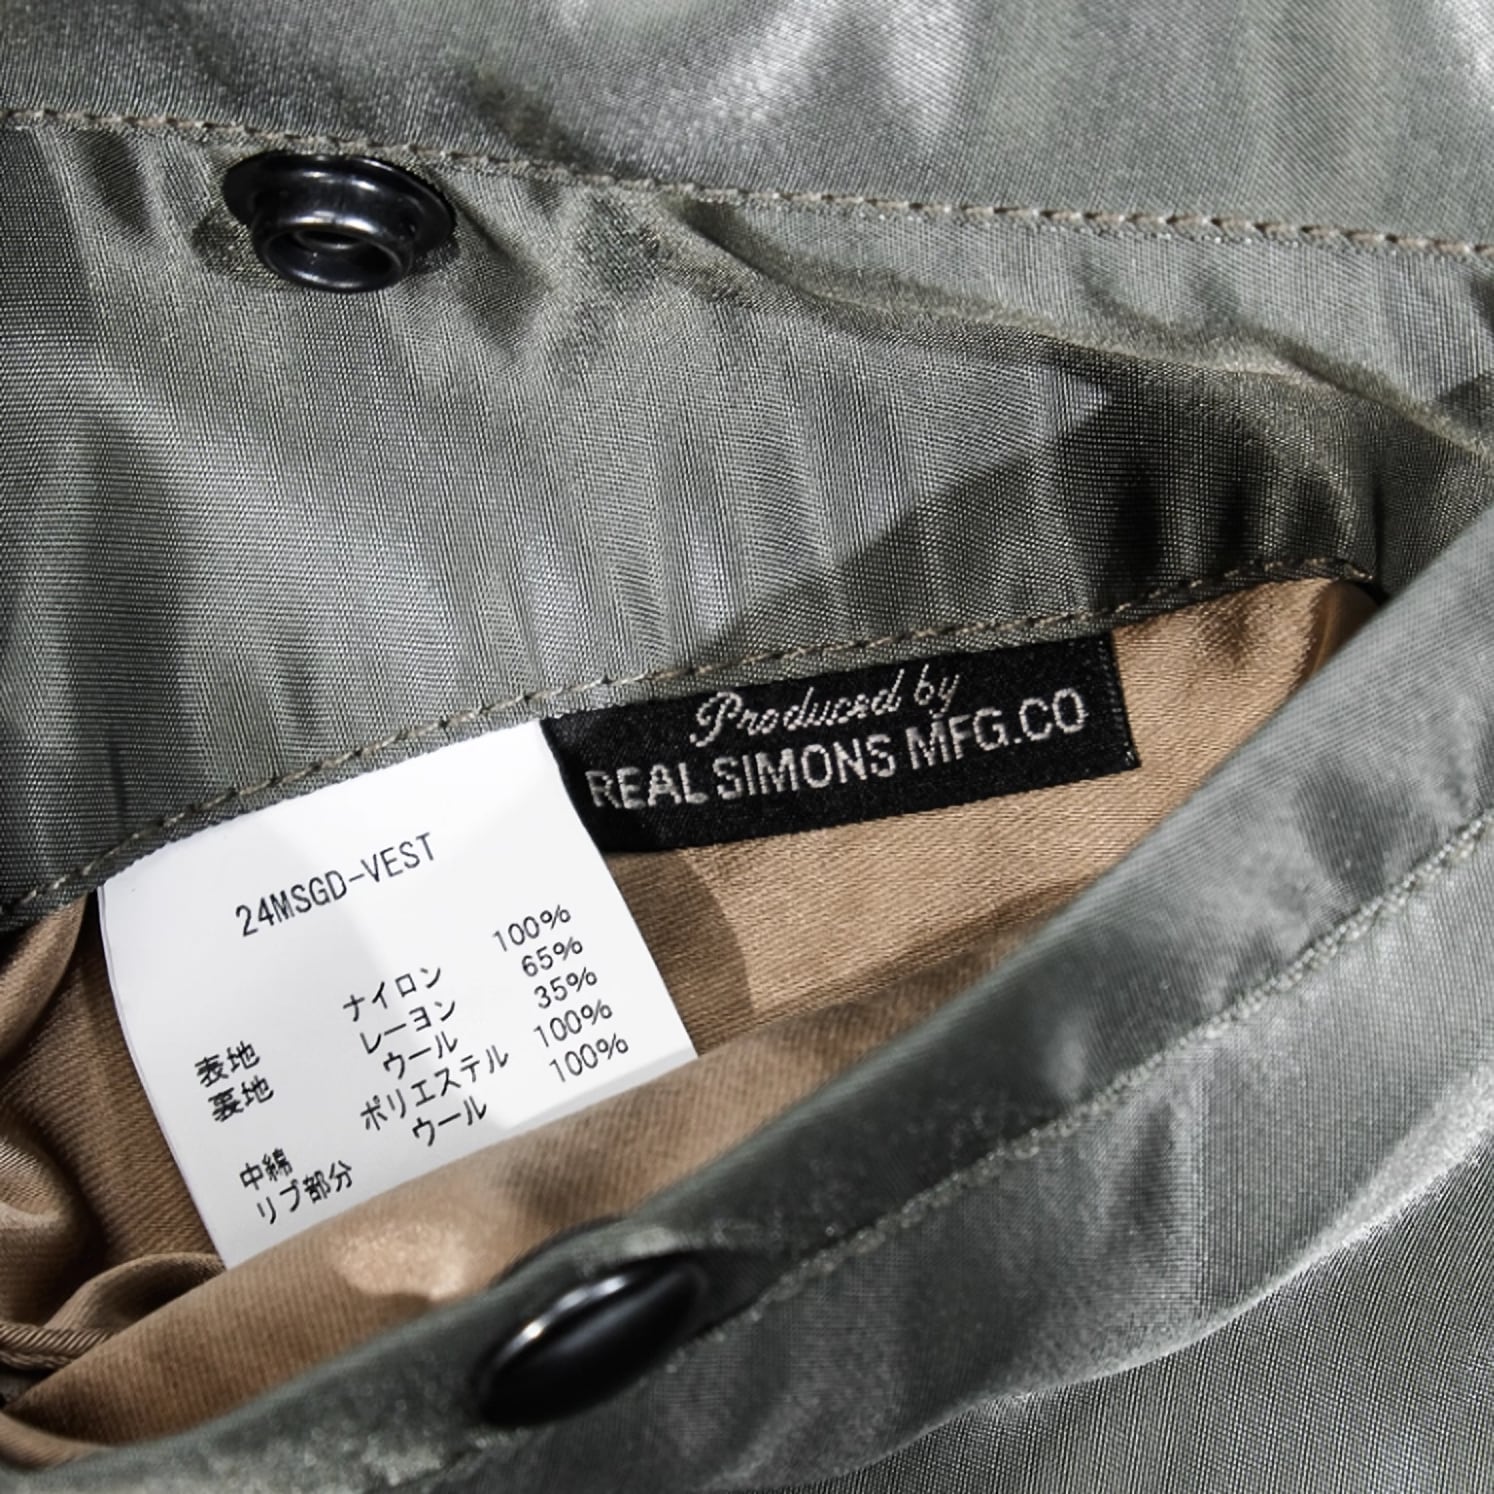 Produced by
REAL SIMONS MFG.CO
24MSGD-VEST
表地 ナイロン 100%
裏地 レーヨン 65%
ウール 35%
中綿 ポリエステル 100%
リブ部分 ウール 100%